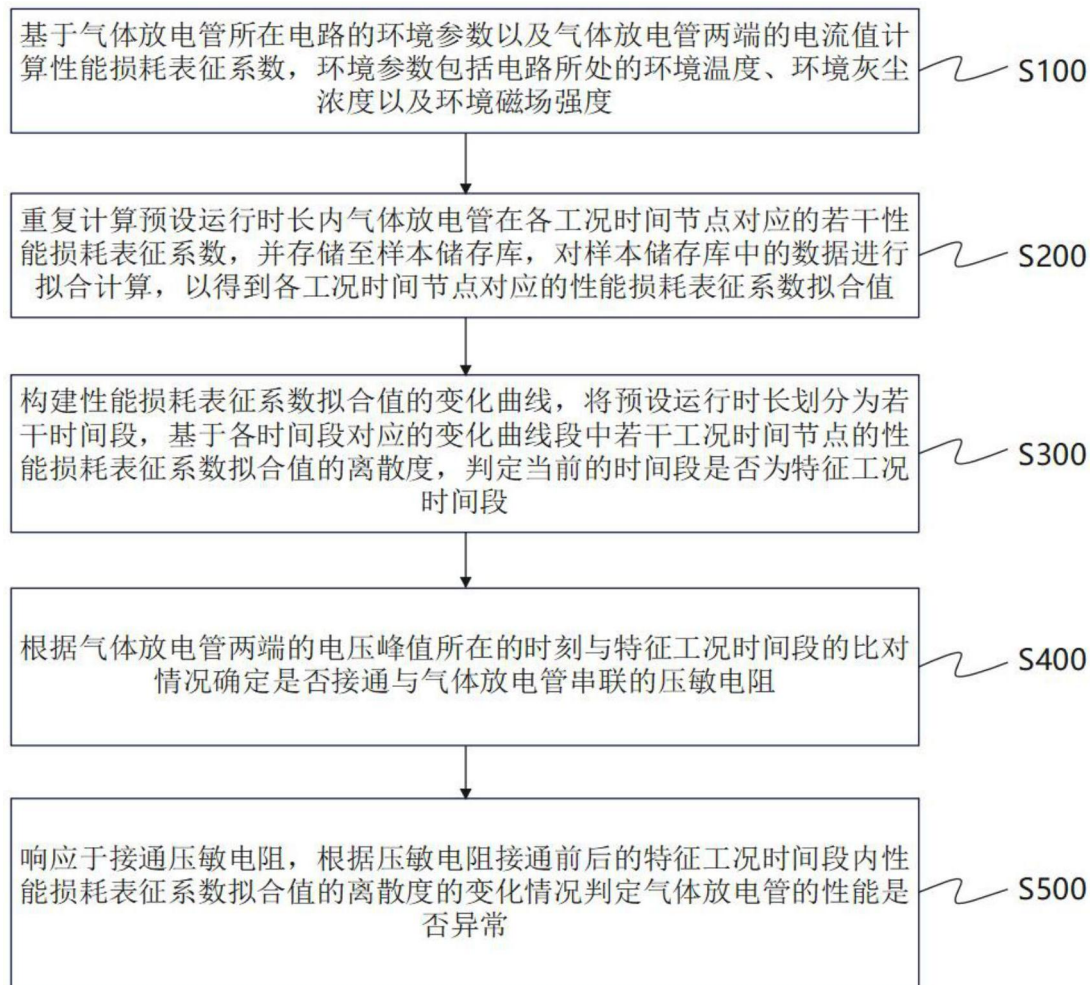 基于气体放电管所在电路的环境参数以及气体放电管两端的电流值计
算性能损耗表征系数，环境参数包括电路所处的环境温度、环境灰尘
浓度以及环境磁场强度
S100
重复计算预设运行时长内气体放电管在各工况时间节点对应的若干性
能损耗表征系数，并存储至样本储存库，对样本储存库中的数据进行
拟合计算，以得到各工况时间节点对应的性能损耗表征系数拟合值
S200
构建性能损耗表征系数拟合值的变化曲线，将预设运行时长划分为若
干时间段，基于各时间段对应的变化曲线段中若干工况时间节点的性
能损耗表征系数拟合值的离散度，判定当前的时间段是否为特征工况
时间段
S300
根据气体放电管两端的电压峰值所在的时刻与特征工况时间段的比对
情况确定是否接通与气体放电管串联的压敏电阻
S400
响应于接通压敏电阻，根据压敏电阻接通前后的特征工况时间段内性
能损耗表征系数拟合值的离散度的变化情况判定气体放电管的性能是
否异常
S500